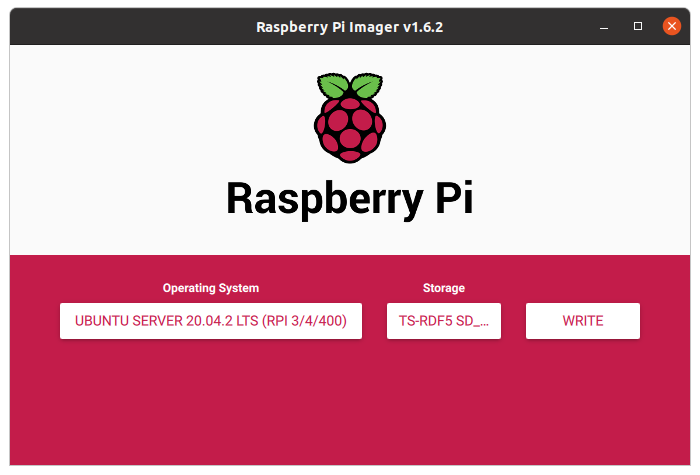 Raspberry Pi Imager v1.6.2
Raspberry Pi
Operating System
Storage
UBUNTU SERVER 20.04.2 LTS (RPI 3/4/400)
TS-RDF5 SD_...
WRITE